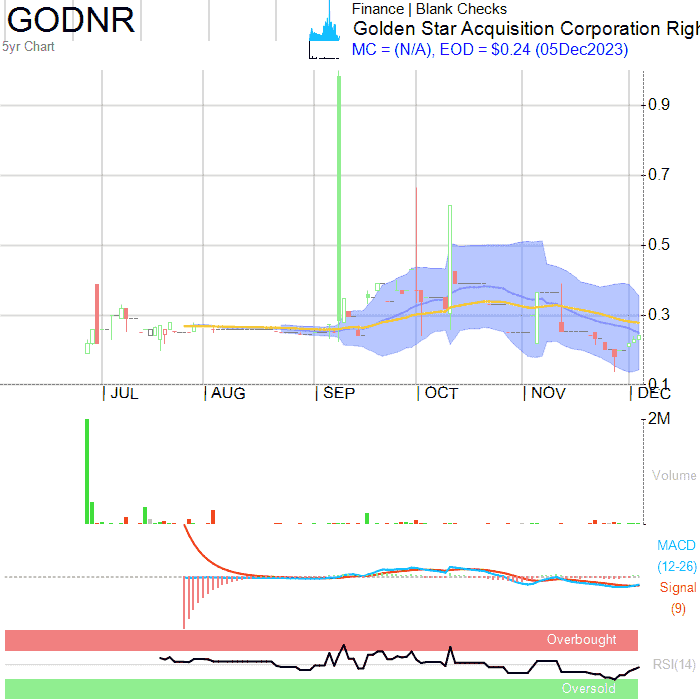 GODNR
5yr Chart
Finance | Blank Checks
Golden Star Acquisition Corporation Righ
MC = (N/A), EOD = $0.24 (05Dec2023)
0.9
0.7
0.5
0.3
0.1
JUL AUG SEP OCT NOV DEC
2M
Volume
MACD
(12-26)
Signal
(9)
Overbought
RSI(14)
Oversold